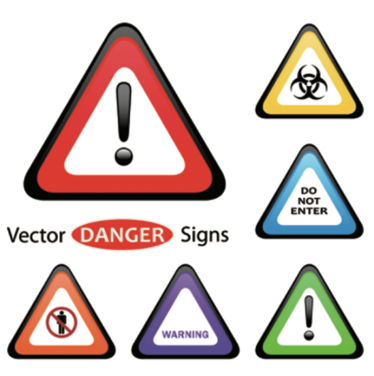 DO
NOT
ENTER
Vector DANGER Signs
WARNING